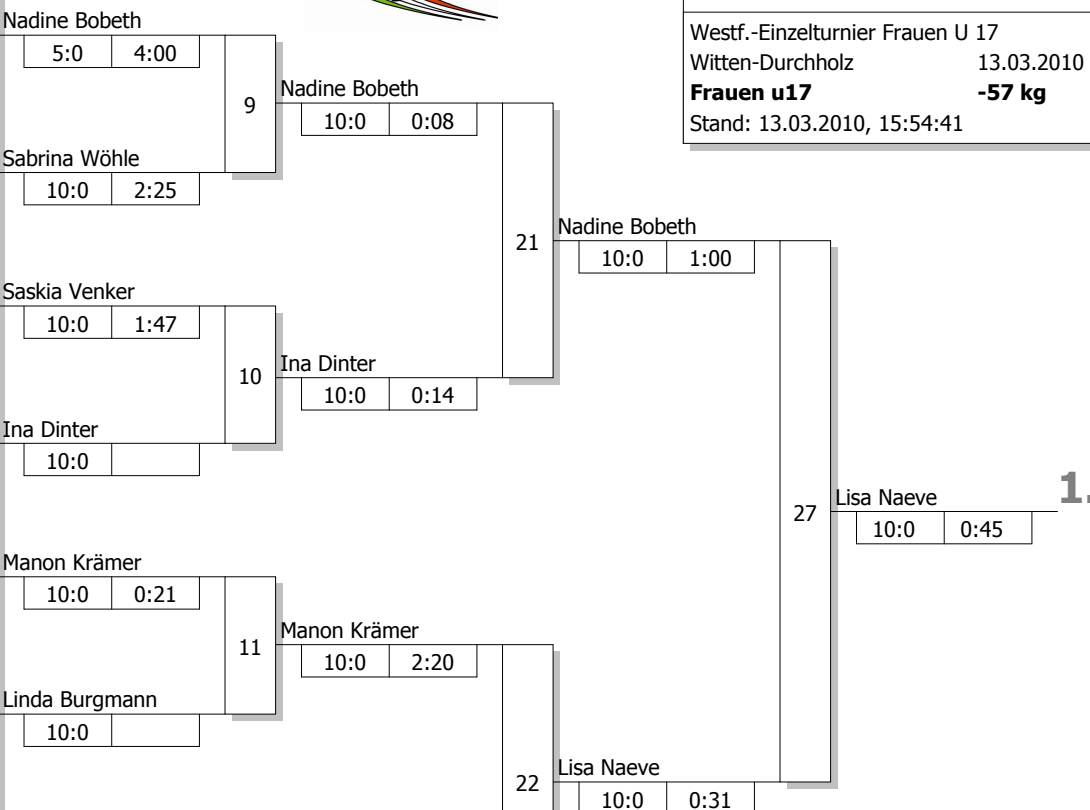 Nadine Bobeth
5:0 4:00
9
Sabrina Wöhle
10:0 2:25
Nadine Bobeth
10:0 0:08
Westf.-Einzelturnier Frauen U 17
Witten-Durchholz 13.03.2010
Frauen u17 -57 kg
Stand: 13.03.2010, 15:54:41
21
Nadine Bobeth
10:0 1:00
Saskia Venker
10:0 1:47
10
Ina Dinter
10:0
Ina Dinter
10:0 0:14
27
Lisa Naeve
10:0 0:45
1.
Manon Krämer
10:0 0:21
11
Linda Burgmann
10:0
Manon Krämer
10:0 2:20
22
Lisa Naeve
10:0 0:31